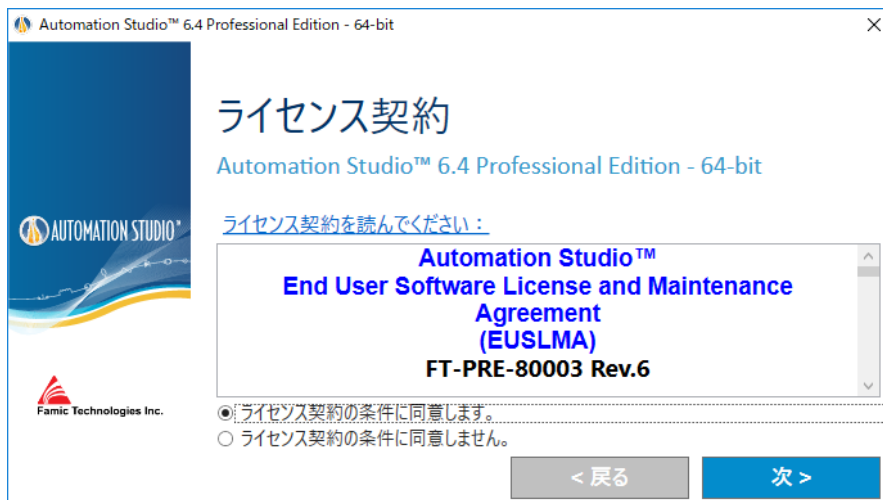 Automation Studio™ 6.4 Professional Edition - 64-bit
ライセンス契約
Automation Studio™ 6.4 Professional Edition - 64-bit
AUTOMATION STUDIO™
ライセンス契約を読んでください：
Automation Studio™
End User Software License and Maintenance
Agreement
(EUSLMA)
FT-PRE-80003 Rev.6
Famic Technologies Inc.
ライセンス契約の条件に同意します。
ライセンス契約の条件に同意しません。
< 戻る
次 >